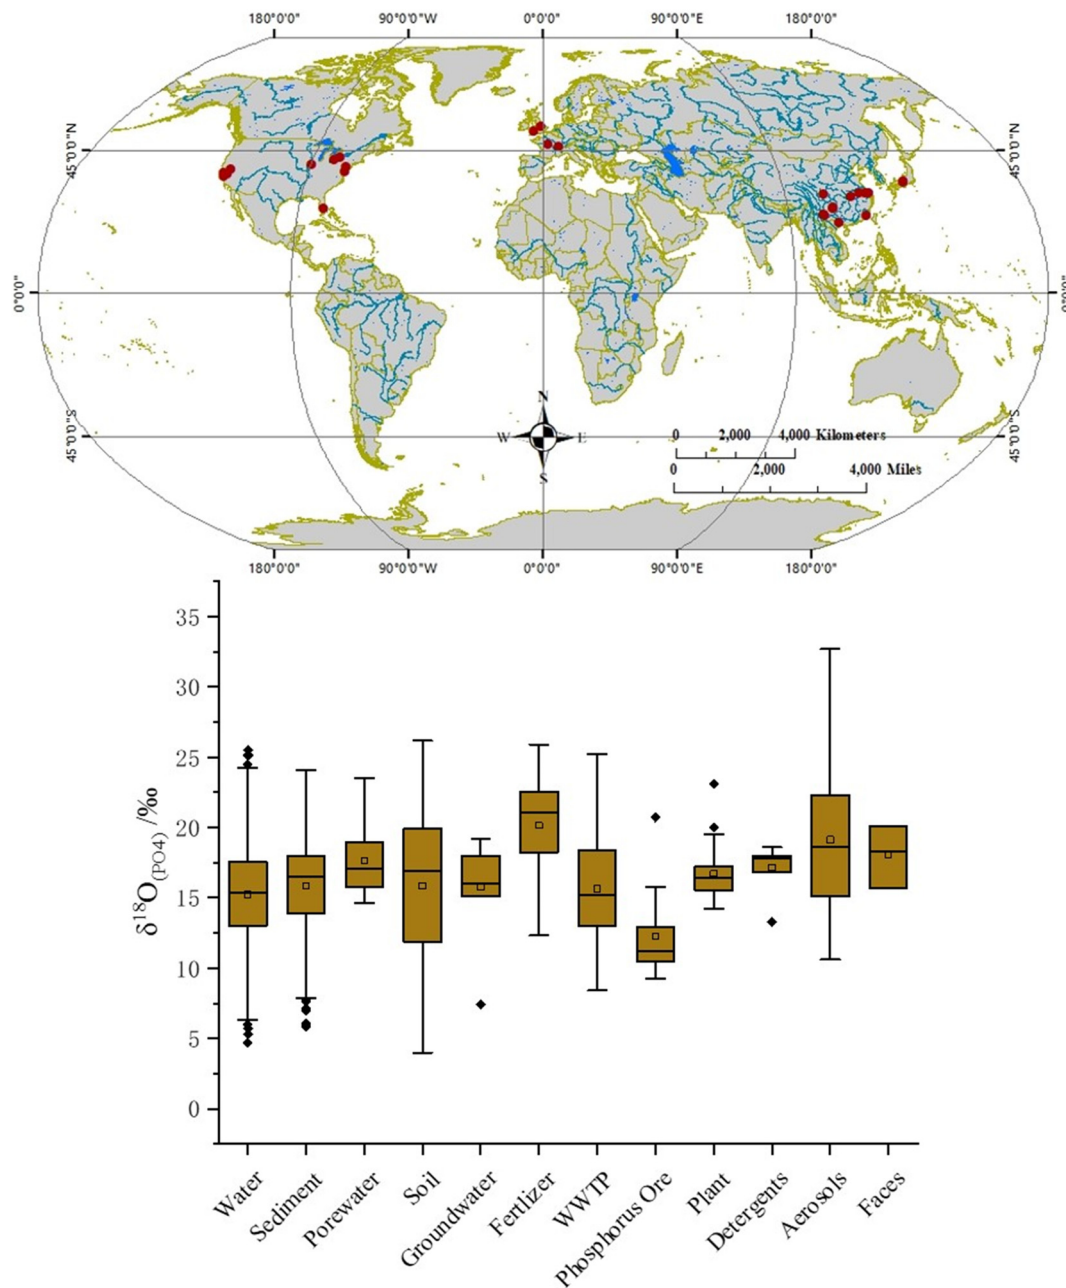 180°0'0" 90°0'0"W 0°0'0" 90°0'0"E 180°0'0"
45°0'0"N 45°0'0"N
0°0'0" 0°0'0"
45°0'0"S 45°0'0"S
N
W E
S
0 2,000 4,000 Kilometers
0 2,000 4,000 Miles
180°0'0" 90°0'0"W 0°0'0" 90°0'0"E 180°0'0"
δ¹⁸O(PO4) /‰
35
30
25
20
15
10
5
0
Water
Sediment
Porewater
Soil
Groundwater
Fertlizer
WWTP
Phosphorus Ore
Plant
Detergents
Aerosols
Faces